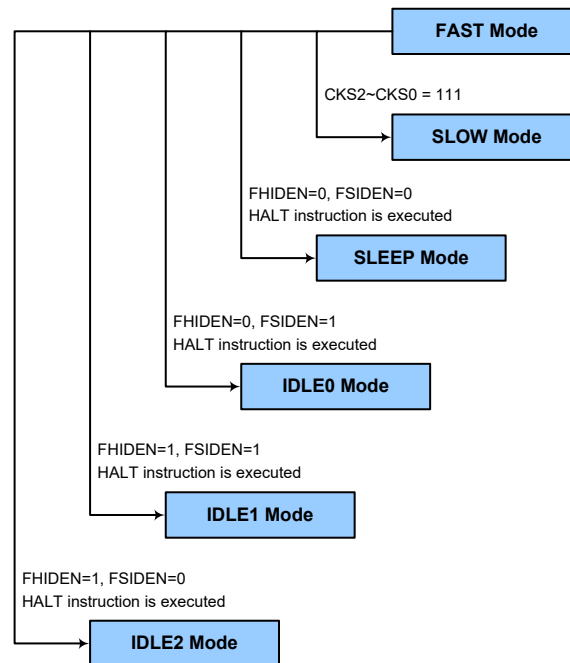 FAST Mode
CKS2~CKS0 = 111
SLOW Mode
FHIDEN=0, FSIDEN=0
HALT instruction is executed
SLEEP Mode
FHIDEN=0, FSIDEN=1
HALT instruction is executed
IDLE0 Mode
FHIDEN=1, FSIDEN=1
HALT instruction is executed
IDLE1 Mode
FHIDEN=1, FSIDEN=0
HALT instruction is executed
IDLE2 Mode